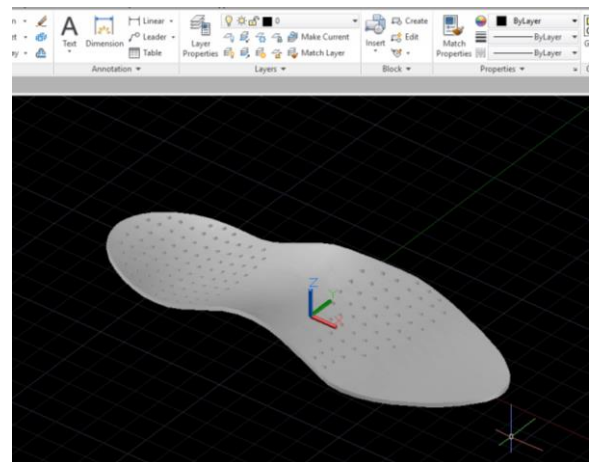 Linear
ByLayer
Create
Text
Dimension
Leader
0
Make Current
Edit
ByLayer
Table
Layer
Properties
Match Layer
Insert
Match
Properties
ByLayer
Annotation
Layers
Block
Properties
Z
Y
X